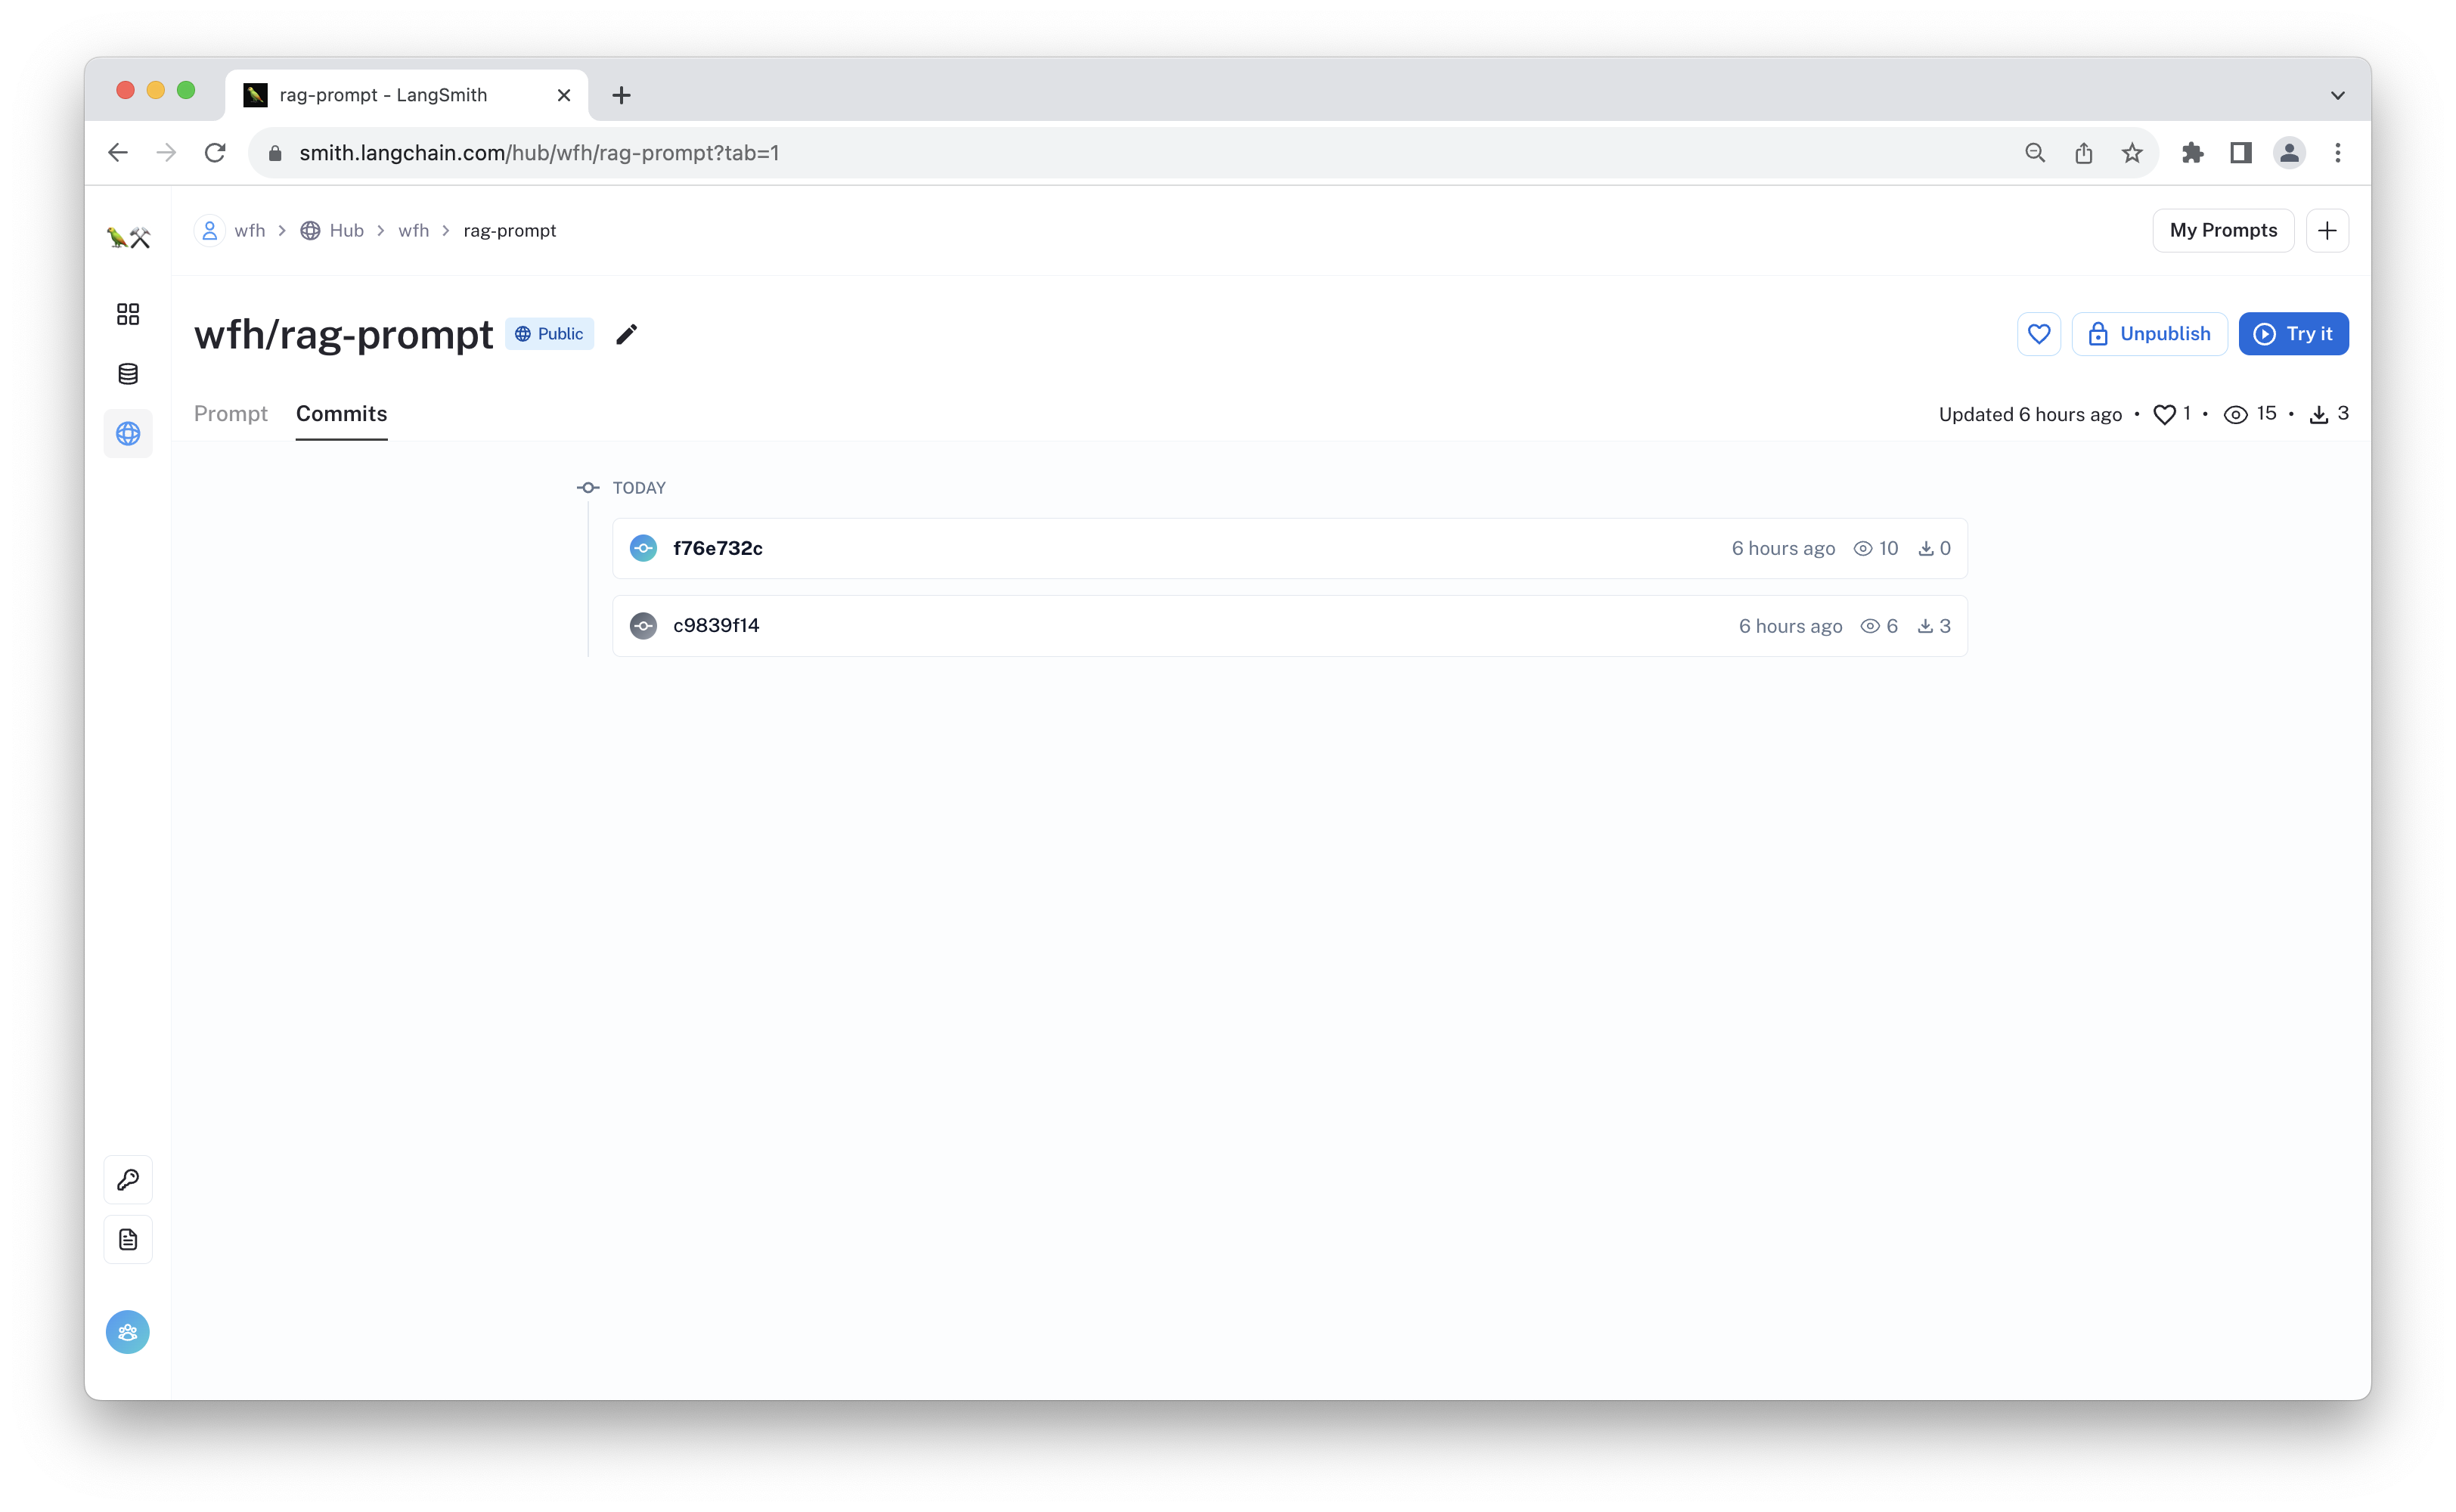 rag-prompt - LangSmith
smith.langchain.com/hub/wfh/rag-prompt?tab=1
wfh > Hub > wfh > rag-prompt
My Prompts
wfh/rag-prompt Public
Unpublish
Try it
Prompt Commits
Updated 6 hours ago • 1 • 15 • 3
TODAY
f76e732c 6 hours ago 10 0
c9839f14 6 hours ago 6 3